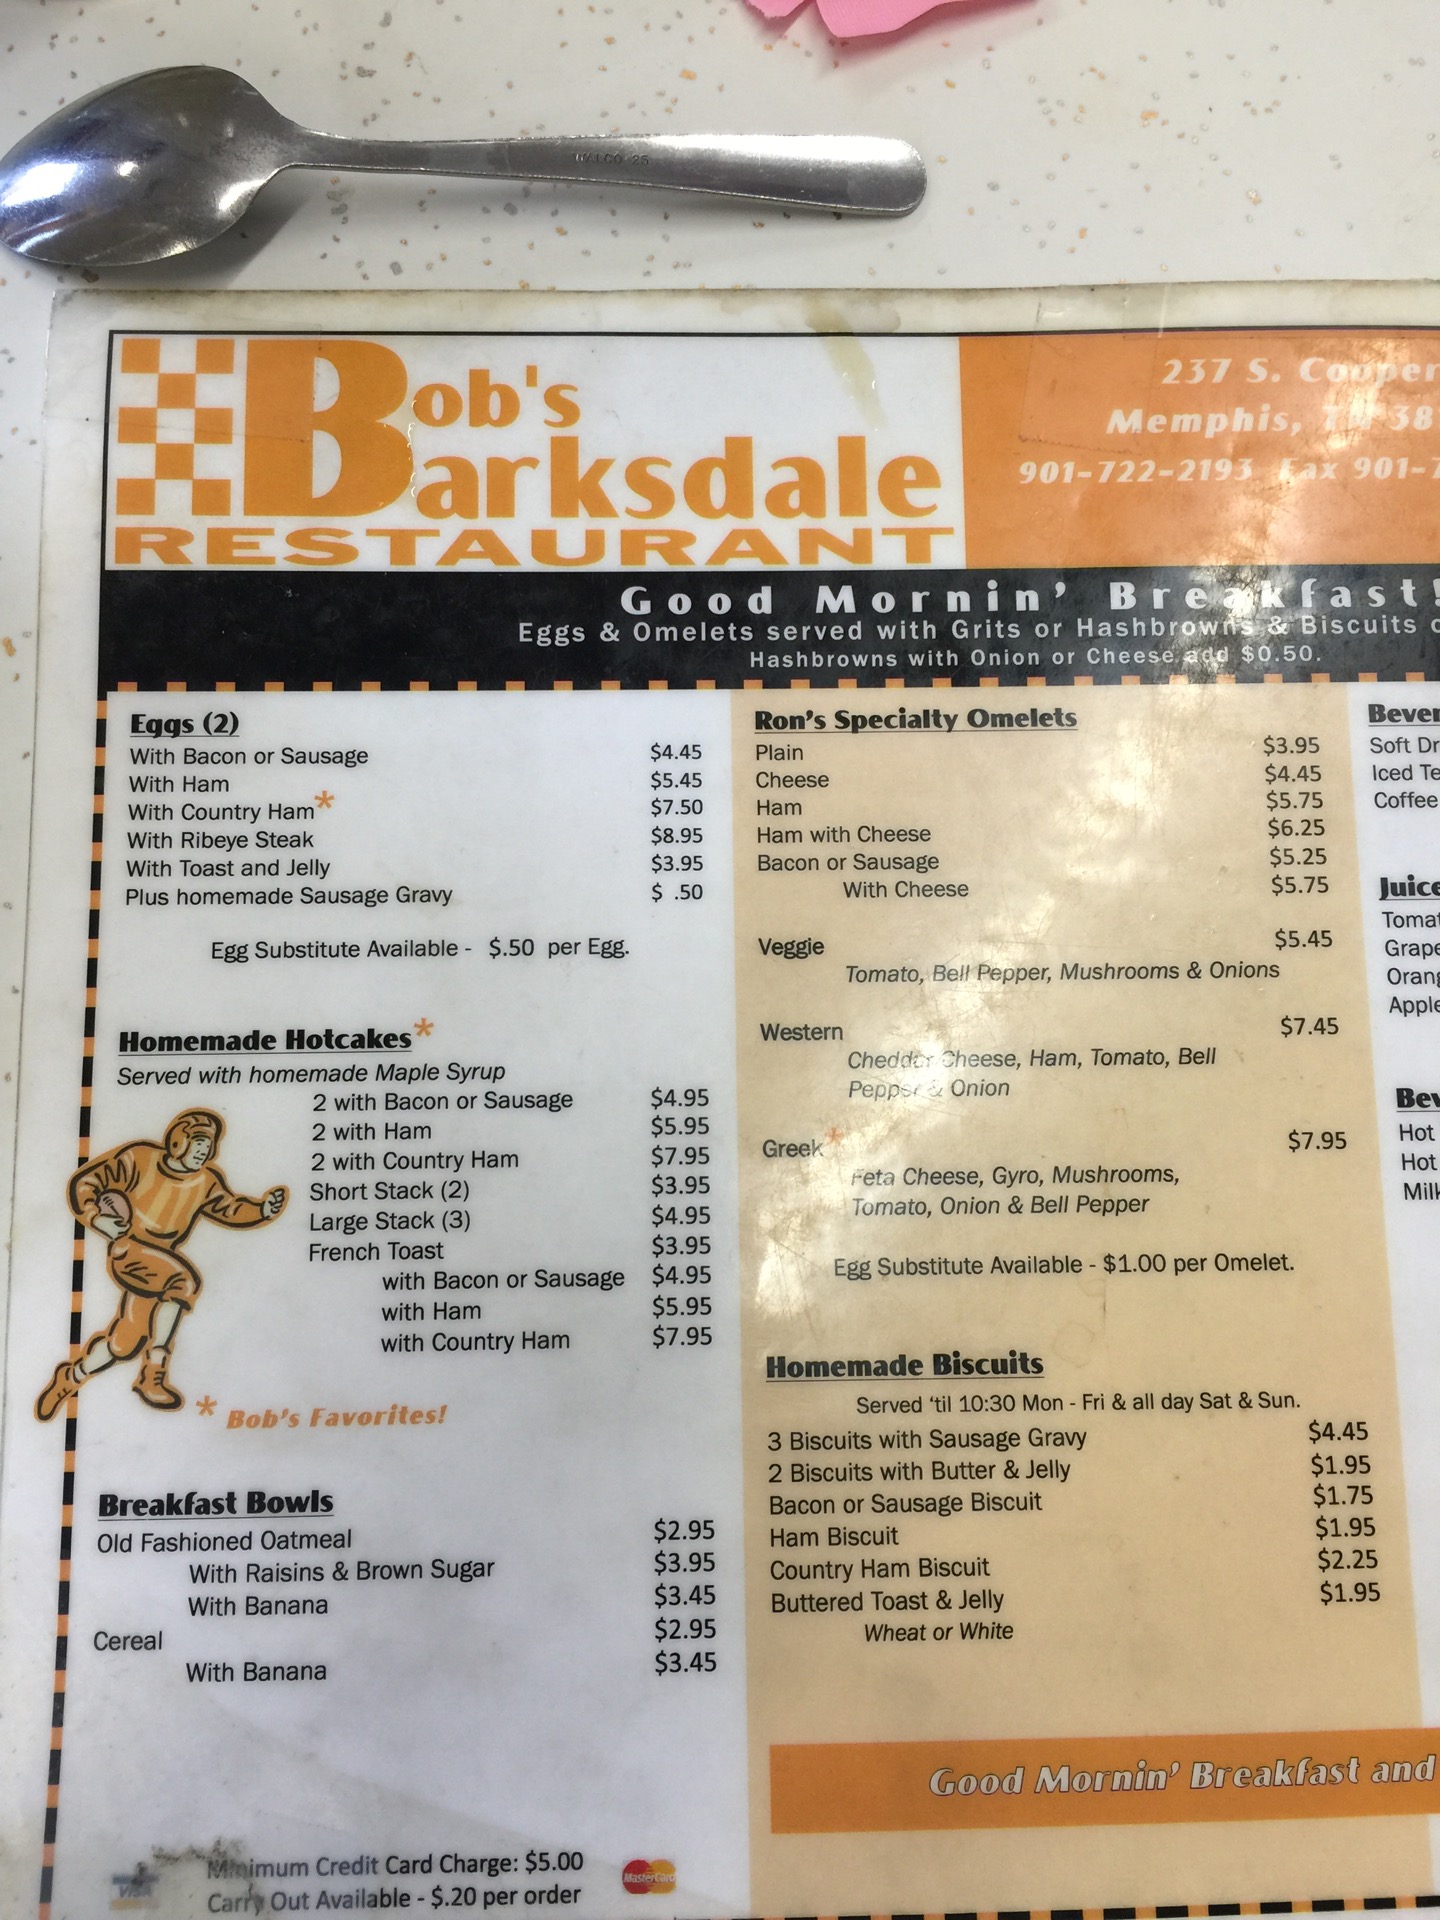 WALCO 25
Bob's
Barksdale
RESTAURANT
237 S. Cooper
Memphis, TN 38
901-722-2193 Fax 901-7
Good Mornin' Breakfast!
Eggs & Omelets served with Grits or Hashbrowns & Biscuits
Hashbrowns with Onion or Cheese add $0.50.
Eggs (2)
With Bacon or Sausage $4.45
With Ham $5.45
With Country Ham* $7.50
With Ribeye Steak $8.95
With Toast and Jelly $3.95
Plus homemade Sausage Gravy $ .50
Egg Substitute Available - $.50 per Egg.
Homemade Hotcakes*
Served with homemade Maple Syrup
2 with Bacon or Sausage $4.95
2 with Ham $5.95
2 with Country Ham $7.95
Short Stack (2) $3.95
Large Stack (3) $4.95
French Toast $3.95
with Bacon or Sausage $4.95
with Ham $5.95
with Country Ham $7.95
* Bob's Favorites!
Breakfast Bowls
Old Fashioned Oatmeal $2.95
With Raisins & Brown Sugar $3.95
With Banana $3.45
Cereal $2.95
With Banana $3.45
VISA
Minimum Credit Card Charge: $5.00
Carry Out Available - $.20 per order
MasterCard
Ron's Specialty Omelets
Plain $3.95
Cheese $4.45
Ham $5.75
Ham with Cheese $6.25
Bacon or Sausage $5.25
With Cheese $5.75
Veggie $5.45
Tomato, Bell Pepper, Mushrooms & Onions
Western $7.45
Cheddar Cheese, Ham, Tomato, Bell
Pepper & Onion
Greek* $7.95
Feta Cheese, Gyro, Mushrooms,
Tomato, Onion & Bell Pepper
Egg Substitute Available - $1.00 per Omelet.
Homemade Biscuits
Served 'til 10:30 Mon - Fri & all day Sat & Sun.
3 Biscuits with Sausage Gravy $4.45
2 Biscuits with Butter & Jelly $1.95
Bacon or Sausage Biscuit $1.75
Ham Biscuit $1.95
Country Ham Biscuit $2.25
Buttered Toast & Jelly $1.95
Wheat or White
Good Mornin' Breakfast and
Bever
Soft Dr
Iced Te
Coffee
Juice
Tomat
Grape
Orang
Apple
Bev
Hot
Hot
Milk